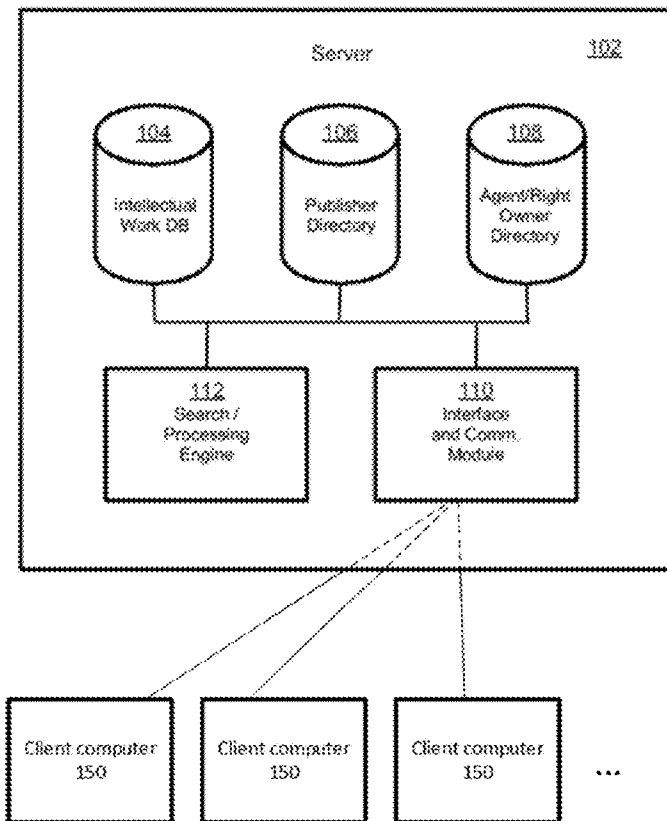 Server
102
104
Intellectual
Work DB
106
Publisher
Directory
108
Agent/Right
Owner
Directory
112
Search /
Processing
Engine
110
Interface
and Comm.
Module
Client computer
150
Client computer
150
Client computer
150
...